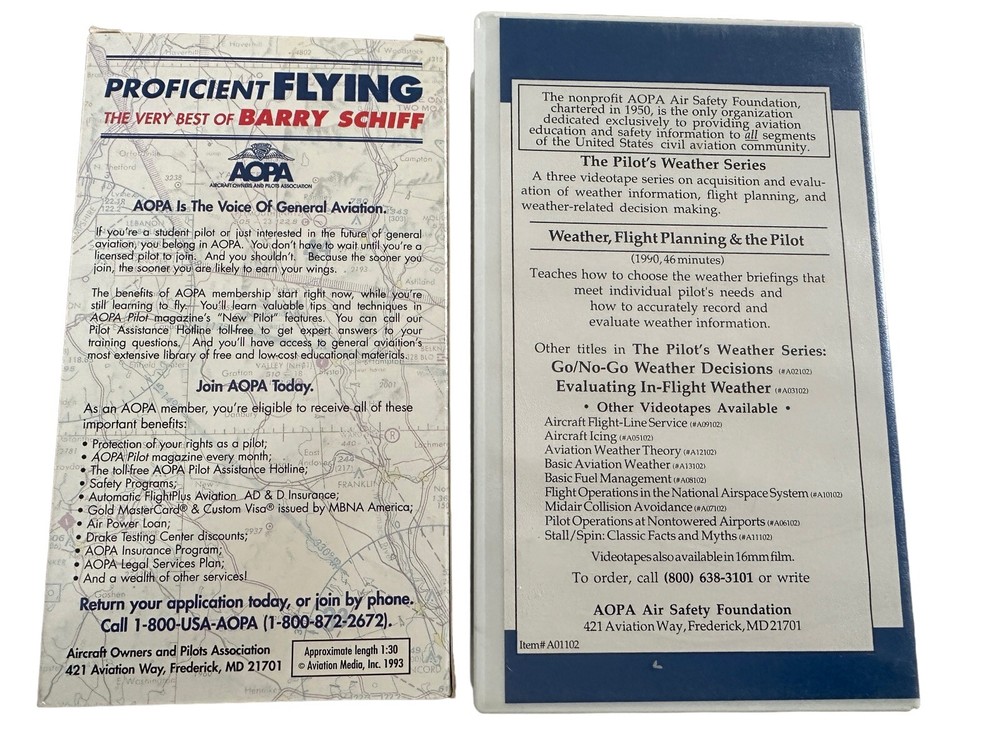 PROFICIENT FLYING
THE VERY BEST OF BARRY SCHIFF
AOPA
AIRCRAFT OWNERS AND PILOTS ASSOCIATION
AOPA Is The Voice Of General Aviation.
If you're a student pilot or just interested in the future of general
aviation, you belong in AOPA. You don't have to wait until you're a
licensed pilot to join. And you shouldn't. Because the sooner you
join, the sooner you are likely to earn your wings.
The benefits of AOPA membership start right now, while you're
still learning to fly. You'll learn valuable tips and techniques in
AOPA Pilot magazine's "New Pilot" features. You can call our
Pilot Assistance Hotline toll-free to get expert answers to your
training questions. And you'll have access to general aviation's
most extensive library of free and low-cost educational materials.
Join AOPA Today.
As an AOPA member, you're eligible to receive all of these
important benefits:
• Protection of your rights as a pilot;
• AOPA Pilot magazine every month;
• The toll-free AOPA Pilot Assistance Hotline;
• Safety Programs;
• Automatic FlightPlus Aviation AD & D Insurance;
• Gold MasterCard® & Custom Visa® issued by MBNA America;
• Air Power Loan;
• Drake Testing Center discounts;
• AOPA Insurance Program;
• AOPA Legal Services Plan;
• And a wealth of other services!
Return your application today, or join by phone.
Call 1-800-USA-AOPA (1-800-872-2672).
Aircraft Owners and Pilots Association
421 Aviation Way, Frederick, MD 21701
Approximate length 1:30
© Aviation Media, Inc. 1993
The nonprofit AOPA Air Safety Foundation,
chartered in 1950, is the only organization
dedicated exclusively to providing aviation
education and safety information to all segments
of the United States civil aviation community.
The Pilot's Weather Series
A three videotape series on acquisition and evalu-
ation of weather information, flight planning, and
weather-related decision making.
Weather, Flight Planning & the Pilot
(1990, 46 minutes)
Teaches how to choose the weather briefings that
meet individual pilot's needs and
how to accurately record and
evaluate weather information.
Other titles in The Pilot's Weather Series:
Go/No-Go Weather Decisions (#A02102)
Evaluating In-Flight Weather (#A03102)
• Other Videotapes Available •
Aircraft Flight-Line Service (#A09102)
Aircraft Icing (#A05102)
Aviation Weather Theory (#A12102)
Basic Aviation Weather (#A13102)
Basic Fuel Management (#A08102)
Flight Operations in the National Airspace System (#A10102)
Midair Collision Avoidance (#A07102)
Pilot Operations at Nontowered Airports (#A06102)
Stall/Spin: Classic Facts and Myths (#A11102)
Videotapes also available in 16mm film.
To order, call (800) 638-3101 or write
AOPA Air Safety Foundation
421 Aviation Way, Frederick, MD 21701
Item# A01102